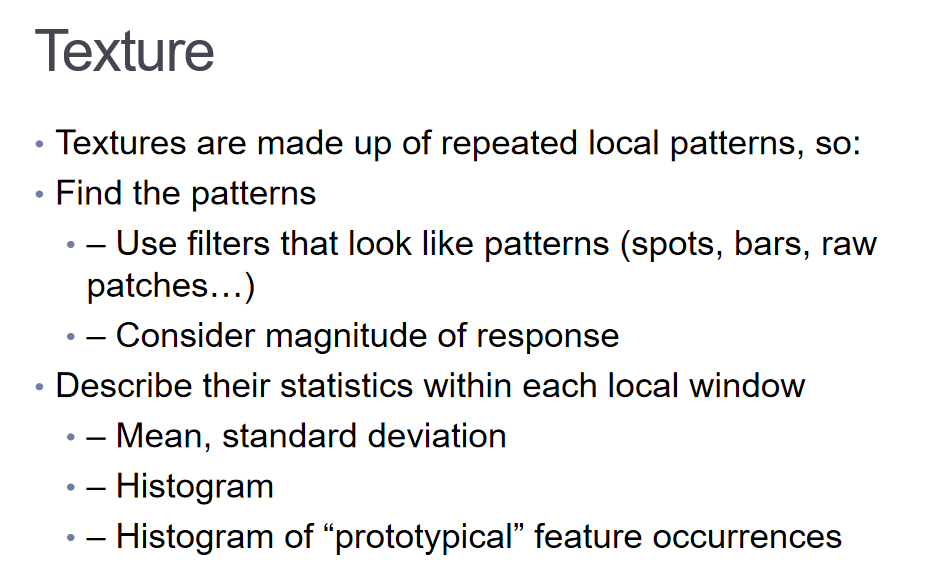 Texture
• Textures are made up of repeated local patterns, so:
• Find the patterns
• – Use filters that look like patterns (spots, bars, raw
patches…)
• – Consider magnitude of response
• Describe their statistics within each local window
• – Mean, standard deviation
• – Histogram
• – Histogram of “prototypical” feature occurrences